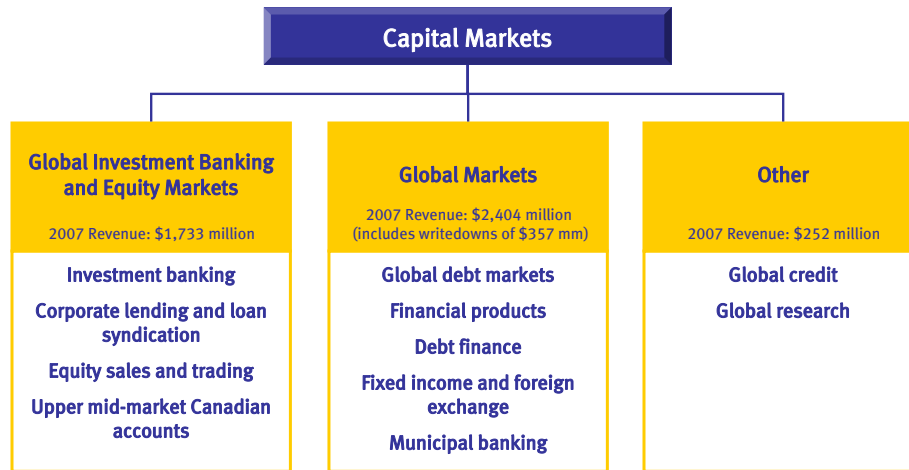 Capital Markets
Global Investment Banking
and Equity Markets
2007 Revenue: $1,733 million
Investment banking
Corporate lending and loan
syndication
Equity sales and trading
Upper mid-market Canadian
accounts
Global Markets
2007 Revenue: $2,404 million
(includes writedowns of $357 mm)
Global debt markets
Financial products
Debt finance
Fixed income and foreign
exchange
Municipal banking
Other
2007 Revenue: $252 million
Global credit
Global research